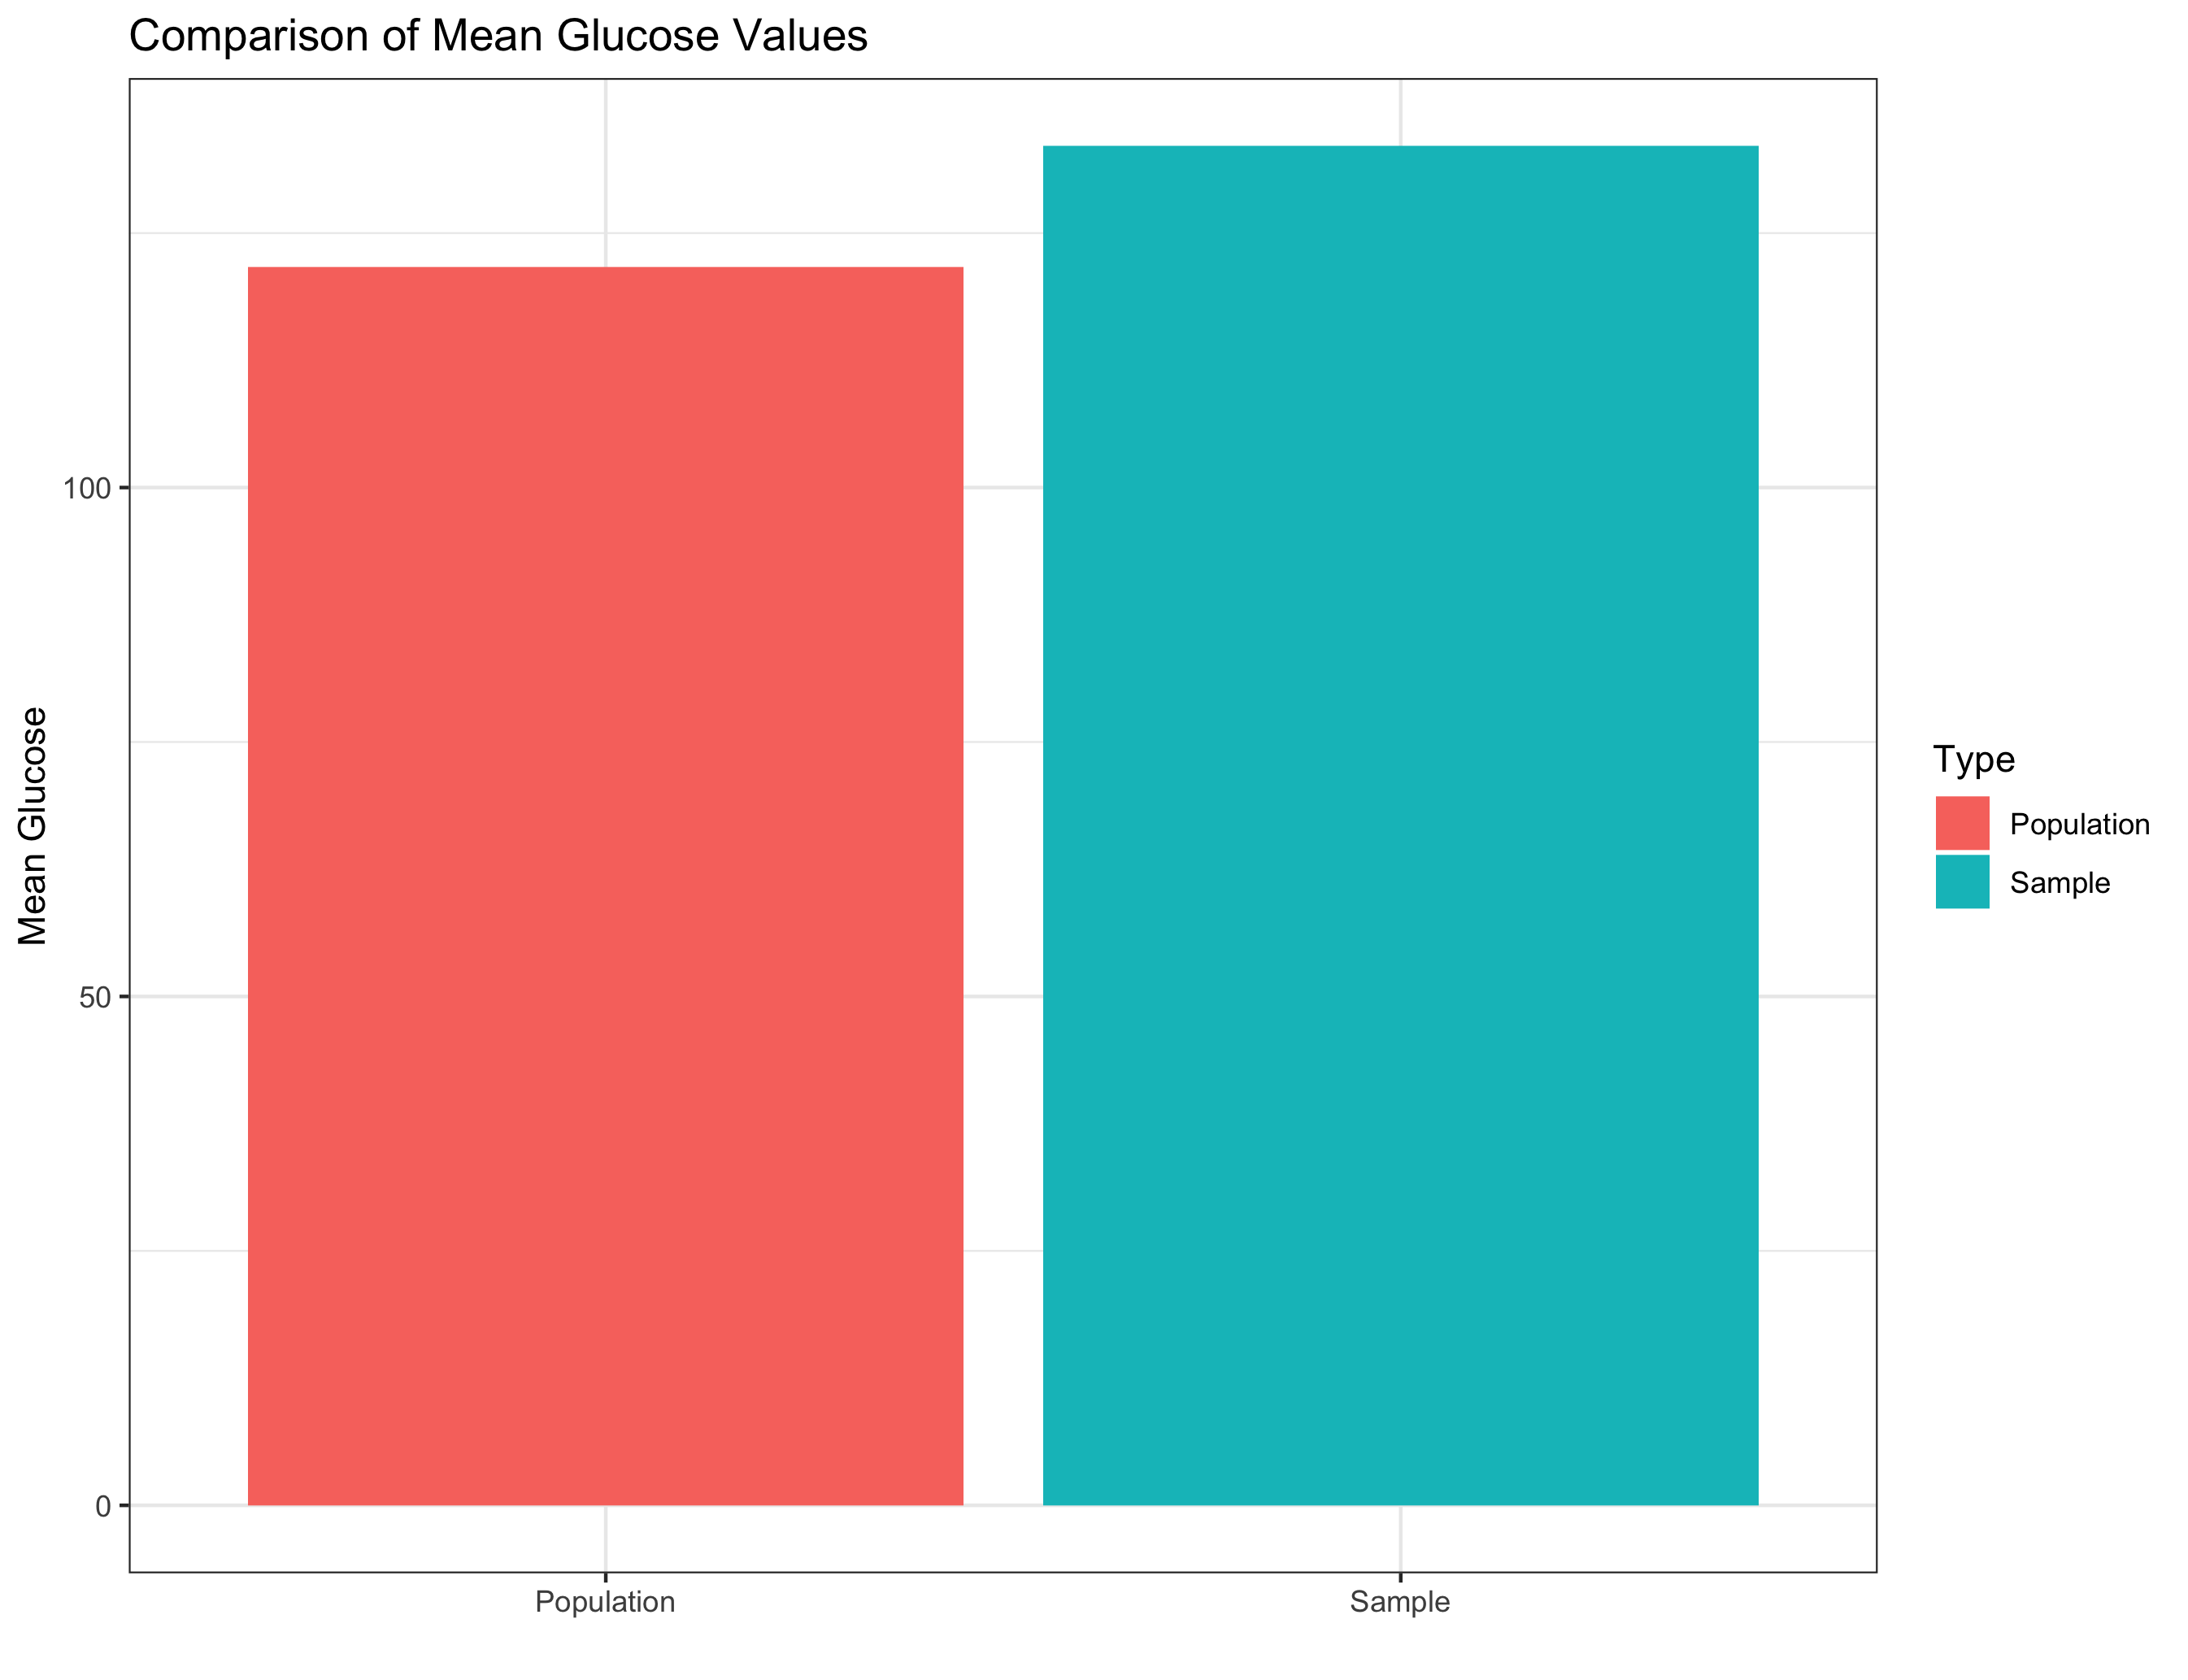 Comparison of Mean Glucose Values
Mean Glucose
100
50
0
Population
Sample
Type
Population
Sample